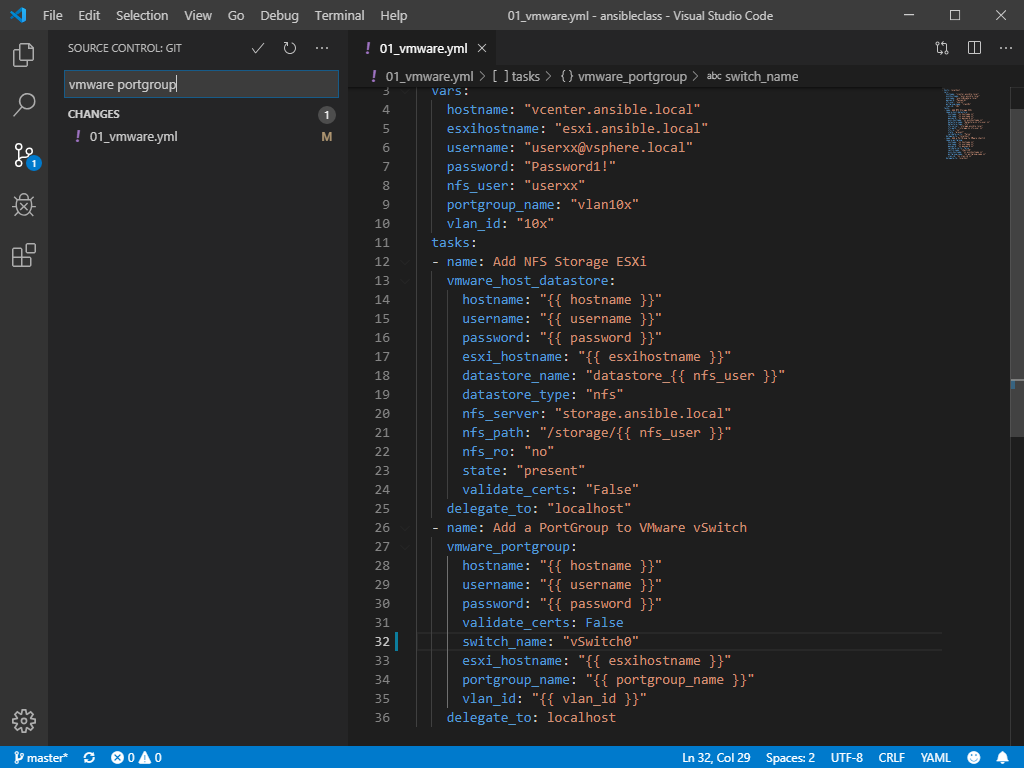 File Edit Selection View Go Debug Terminal Help
01_vmware.yml - ansibleclass - Visual Studio Code
SOURCE CONTROL: GIT
vmware portgroup
CHANGES 1
! 01_vmware.yml M
1
! 01_vmware.yml
! 01_vmware.yml > [ ] tasks > { } vmware_portgroup > abc switch_name
3 vars:
4 hostname: "vcenter.ansible.local"
5 esxihostname: "esxi.ansible.local"
6 username: "userxx@vsphere.local"
7 password: "Password1!"
8 nfs_user: "userxx"
9 portgroup_name: "vlan10x"
10 vlan_id: "10x"
11 tasks:
12 - name: Add NFS Storage ESXi
13 vmware_host_datastore:
14 hostname: "{{ hostname }}"
15 username: "{{ username }}"
16 password: "{{ password }}"
17 esxi_hostname: "{{ esxihostname }}"
18 datastore_name: "datastore_{{ nfs_user }}"
19 datastore_type: "nfs"
20 nfs_server: "storage.ansible.local"
21 nfs_path: "/storage/{{ nfs_user }}"
22 nfs_ro: "no"
23 state: "present"
24 validate_certs: "False"
25 delegate_to: "localhost"
26 - name: Add a PortGroup to VMware vSwitch
27 vmware_portgroup:
28 hostname: "{{ hostname }}"
29 username: "{{ username }}"
30 password: "{{ password }}"
31 validate_certs: False
32 switch_name: "vSwitch0"
33 esxi_hostname: "{{ esxihostname }}"
34 portgroup_name: "{{ portgroup_name }}"
35 vlan_id: "{{ vlan_id }}"
36 delegate_to: localhost
master* 0 0 Ln 32, Col 29 Spaces: 2 UTF-8 CRLF YAML